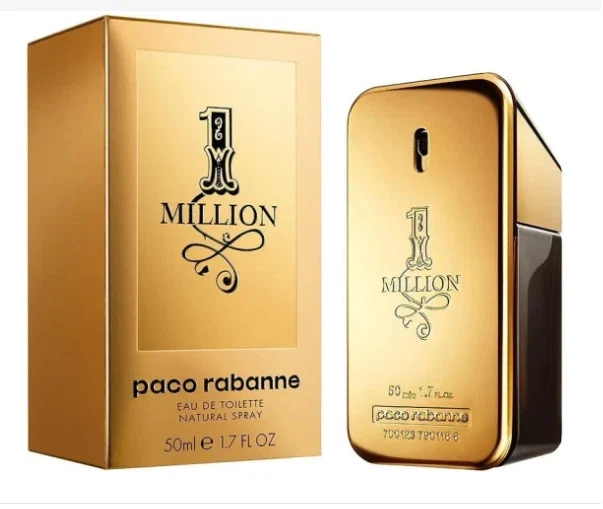 1
MILLION
paco rabanne
EAU DE TOILETTE
NATURAL SPRAY
50ml e 1.7 FL OZ
1
MILLION
50 1.7 FL OZ
paco rabanne